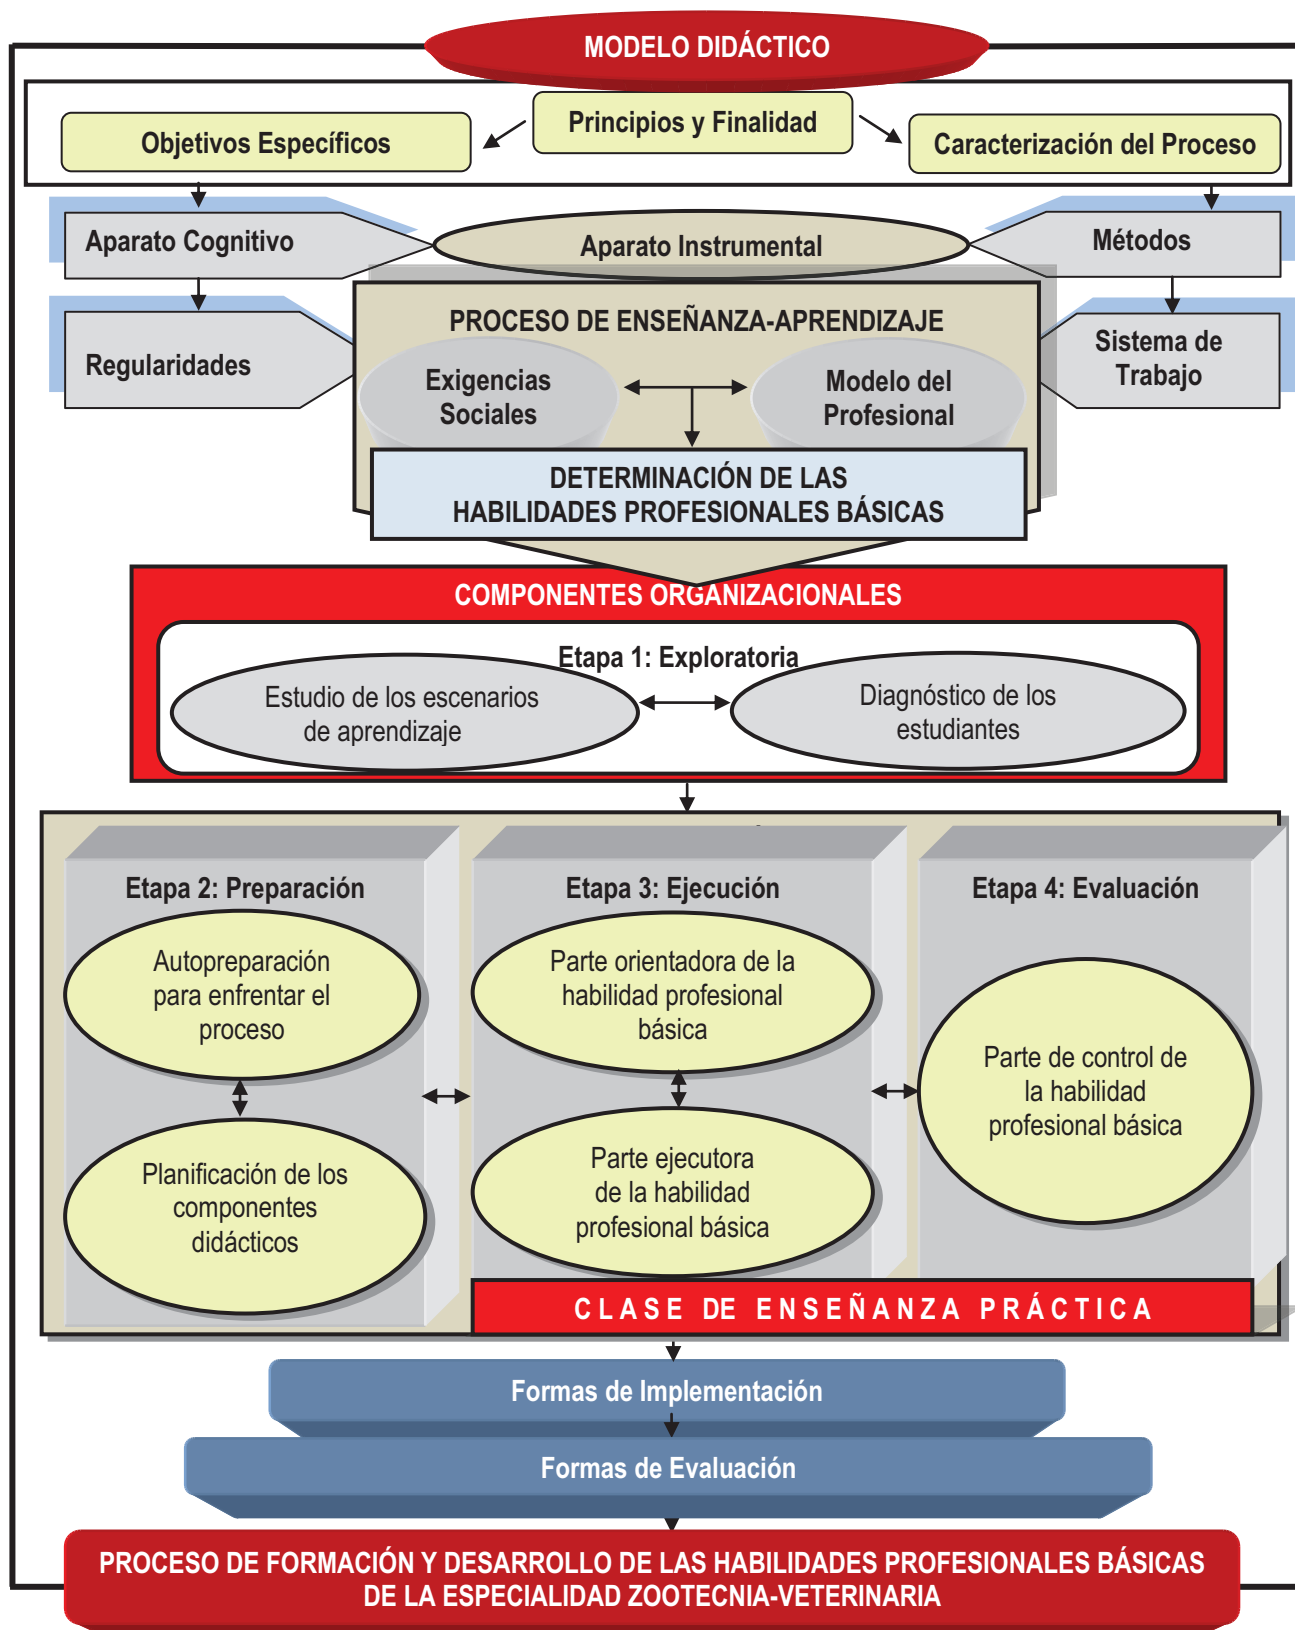 MODELO DIDÁCTICO
Principios y Finalidad
Objetivos Específicos
Caracterización del Proceso
Aparato Cognitivo
Aparato Instrumental
Métodos
PROCESO DE ENSEÑANZA-APRENDIZAJE
Regularidades
Sistema de
Trabajo
Exigencias
Sociales
Modelo del
Profesional
DETERMINACIÓN DE LAS
HABILIDADES PROFESIONALES BÁSICAS
COMPONENTES ORGANIZACIONALES
Etapa 1: Exploratoria
Estudio de los escenarios
de aprendizaje
Diagnóstico de los
estudiantes
Etapa 2: Preparación
Autopreparación
para enfrentar el
proceso
Planificación de los
componentes
didácticos
Etapa 3: Ejecución
Parte orientadora de la
habilidad profesional
básica
Parte ejecutora
de la habilidad
profesional básica
Etapa 4: Evaluación
Parte de control de
la habilidad
profesional básica
CLASE DE ENSEÑANZA PRÁCTICA
Formas de Implementación
Formas de Evaluación
PROCESO DE FORMACIÓN Y DESARROLLO DE LAS HABILIDADES PROFESIONALES BÁSICAS
DE LA ESPECIALIDAD ZOOTECNIA-VETERINARIA